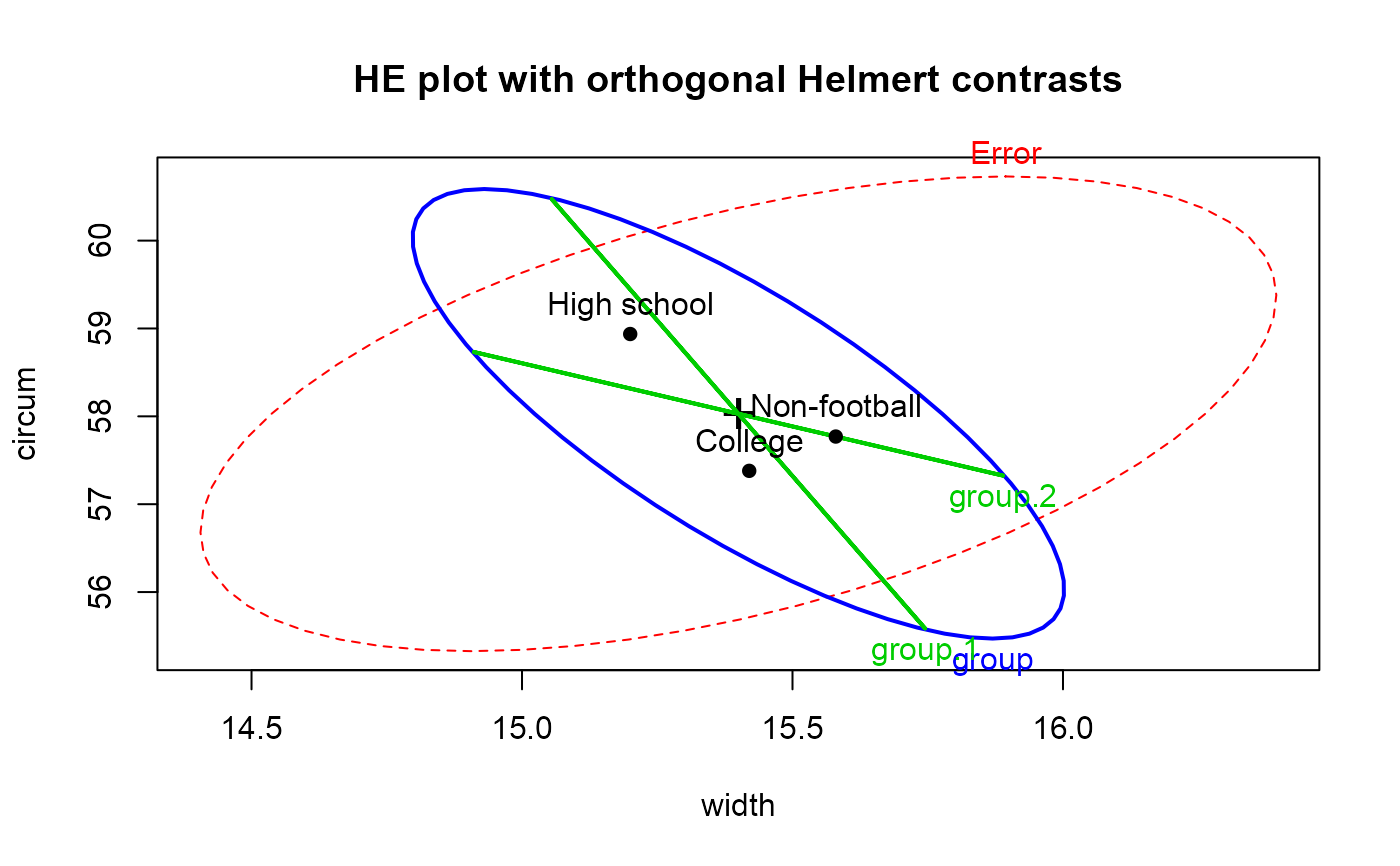 HE plot with orthogonal Helmert contrasts
Error
60
59
58
57
56
circum
High school
Non-football
College
group.2
group.1
group
14.5
15.0
15.5
16.0
width